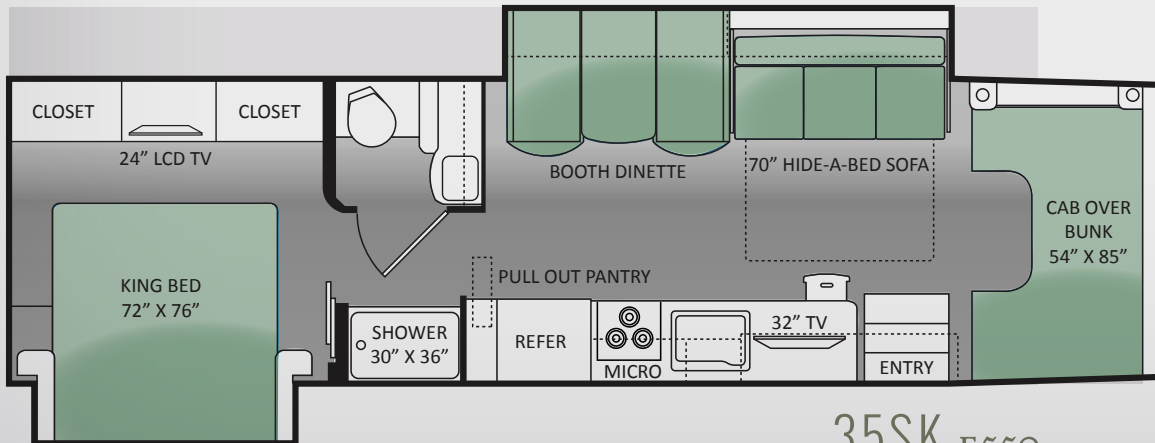 CLOSET
CLOSET
24” LCD TV
BOOTH DINETTE
70” HIDE-A-BED SOFA
CAB OVER
BUNK
54” X 85”
KING BED
72” X 76”
PULL OUT PANTRY
SHOWER
30” X 36”
REFER
MICRO
32” TV
ENTRY
35SK